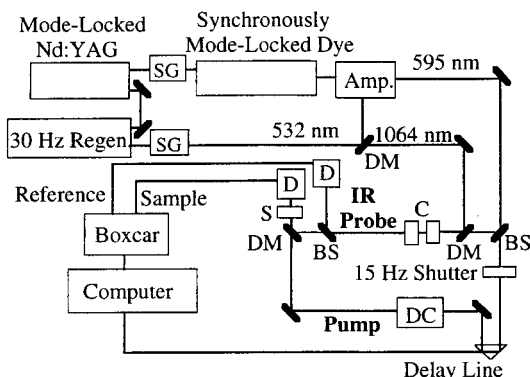 Mode-Locked
Nd:YAG
Synchronously
Mode-Locked Dye
SG
Amp.
595 nm
30 Hz Regen
SG
532 nm
1064 nm
DM
Reference
Sample
D
D
IR
Probe
S
C
Boxcar
DM
BS
DM
BS
15 Hz Shutter
Computer
Pump
DC
Delay Line